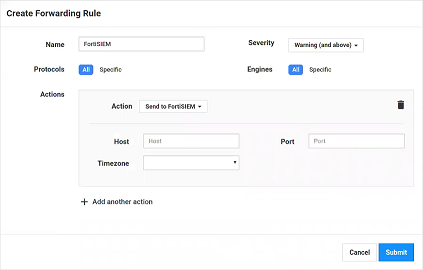 Create Forwarding Rule
Name FortiSIEM Severity Warning (and above)
Protocols All Specific Engines All Specific
Actions
Action Send to FortiSIEM
Host Host Port Port
Timezone
+ Add another action
Cancel Submit